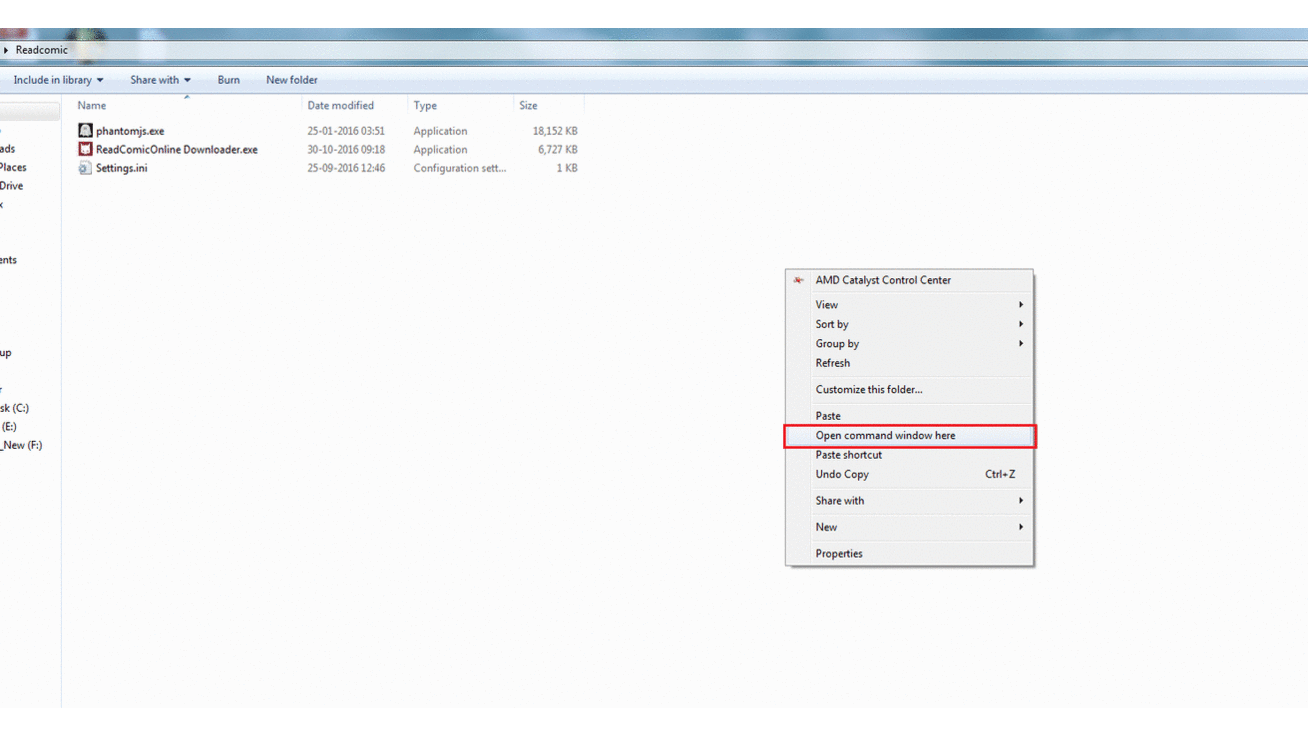 Readcomic
Include in library Share with Burn New folder
Name Date modified Type Size
phantomjs.exe 25-01-2016 03:51 Application 18,152 KB
ads ReadComicOnline Downloader.exe 30-10-2016 09:18 Application 6,727 KB
Places Settings.ini 25-09-2016 12:46 Configuration sett... 1 KB
Drive
x
ents
AMD Catalyst Control Center
View
Sort by
Group by
up
Refresh
r
Customize this folder...
sk (C:)
Paste
(E:)
Open command window here
_New (F:)
Paste shortcut
Undo Copy Ctrl+Z
Share with
New
Properties